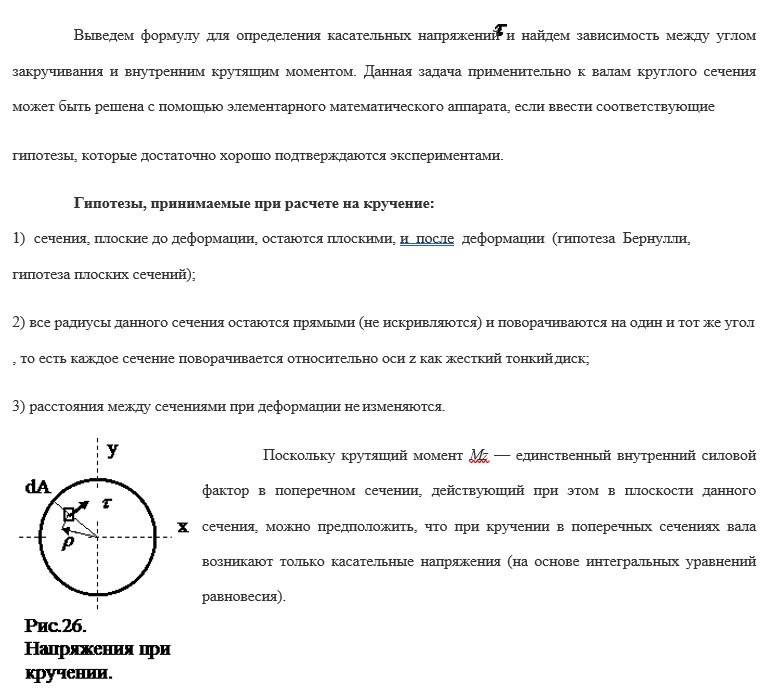 Выведем формулу для определения касательных напряжений τ и найдем зависимость между углом
закручивания и внутренним крутящим моментом. Данная задача применительно к валам круглого сечения
может быть решена с помощью элементарного математического аппарата, если ввести соответствующие
гипотезы, которые достаточно хорошо подтверждаются экспериментами.
Гипотезы, принимаемые при расчете на кручение:
1) сечения, плоские до деформации, остаются плоскими, и после деформации (гипотеза Бернулли,
гипотеза плоских сечений);
2) все радиусы данного сечения остаются прямыми (не искривляются) и поворачиваются на один и тот же угол
, то есть каждое сечение поворачивается относительно оси z как жесткий тонкий диск;
3) расстояния между сечениями при деформации не изменяются.
y
dA
τ
x
ρ
Рис.26.
Напряжения при
кручении.
Поскольку крутящий момент Mz — единственный внутренний силовой
фактор в поперечном сечении, действующий при этом в плоскости данного
сечения, можно предположить, что при кручении в поперечных сечениях вала
возникают только касательные напряжения (на основе интегральных уравнений
равновесия).